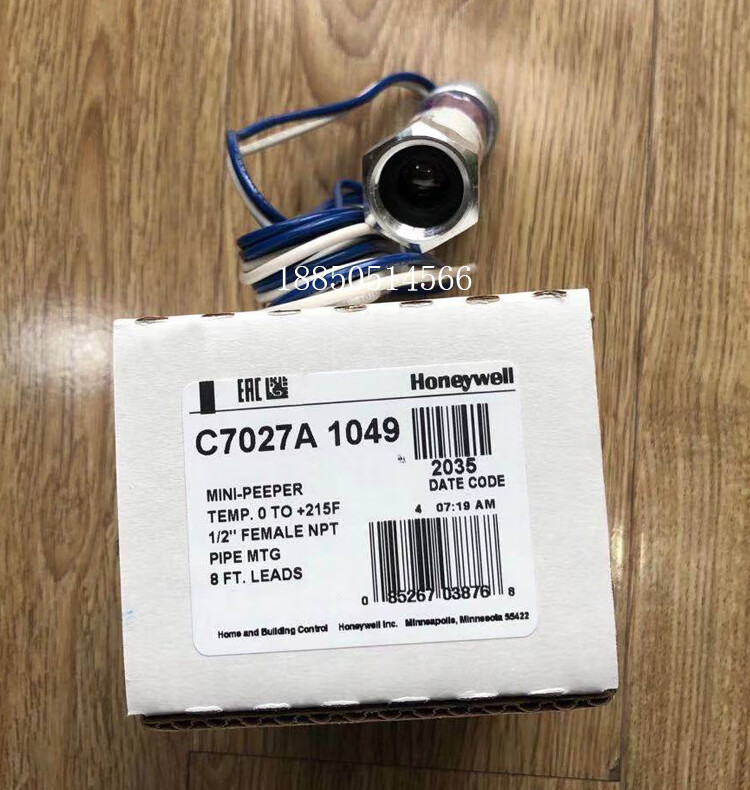 18850514566
EAC
Honeywell
C7027A 1049
2035
DATE CODE
4 07:19 AM
MINI-PEEPER
TEMP. 0 TO +215F
1/2" FEMALE NPT
PIPE MTG
8 FT. LEADS
0 85267 03876 8
Home and Building Control Honeywell Inc. Minneapolis, Minnesota 55422